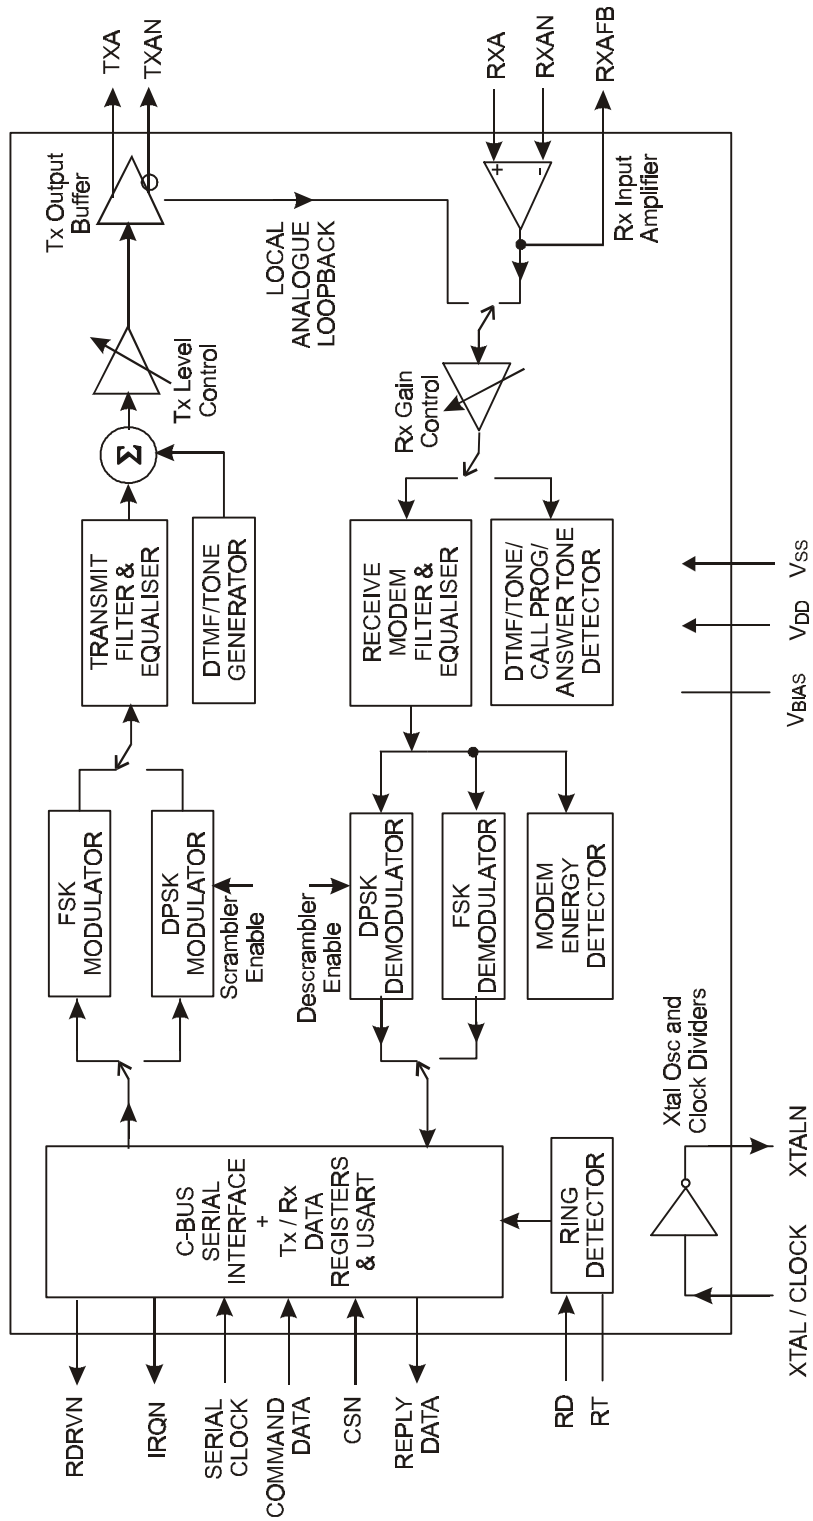 RDRVN
IRQN
SERIAL
CLOCK
COMMAND
DATA
CSN
REPLY
DATA
RD
RT
C-BUS
SERIAL
INTERFACE
+
Tx / Rx
DATA
REGISTERS
& USART
RING
DETECTOR
FSK
MODULATOR
DPSK
MODULATOR
Scrambler
Enable
Descrambler
Enable
DPSK
DEMODULATOR
FSK
DEMODULATOR
MODEM
ENERGY
DETECTOR
TRANSMIT
FILTER &
EQUALISER
DTMF/TONE
GENERATOR
RECEIVE
MODEM
FILTER &
EQUALISER
DTMF/TONE/
CALL PROG/
ANSWER TONE
DETECTOR
Σ
Tx Level
Control
Rx Gain
Control
Tx Output
Buffer
LOCAL
ANALOGUE
LOOPBACK
+
-
Rx Input
Amplifier
TXA
TXAN
RXA
RXAN
RXAFB
Xtal Osc and
Clock Dividers
XTAL / CLOCK
XTALN
VBIAS
VDD
VSS